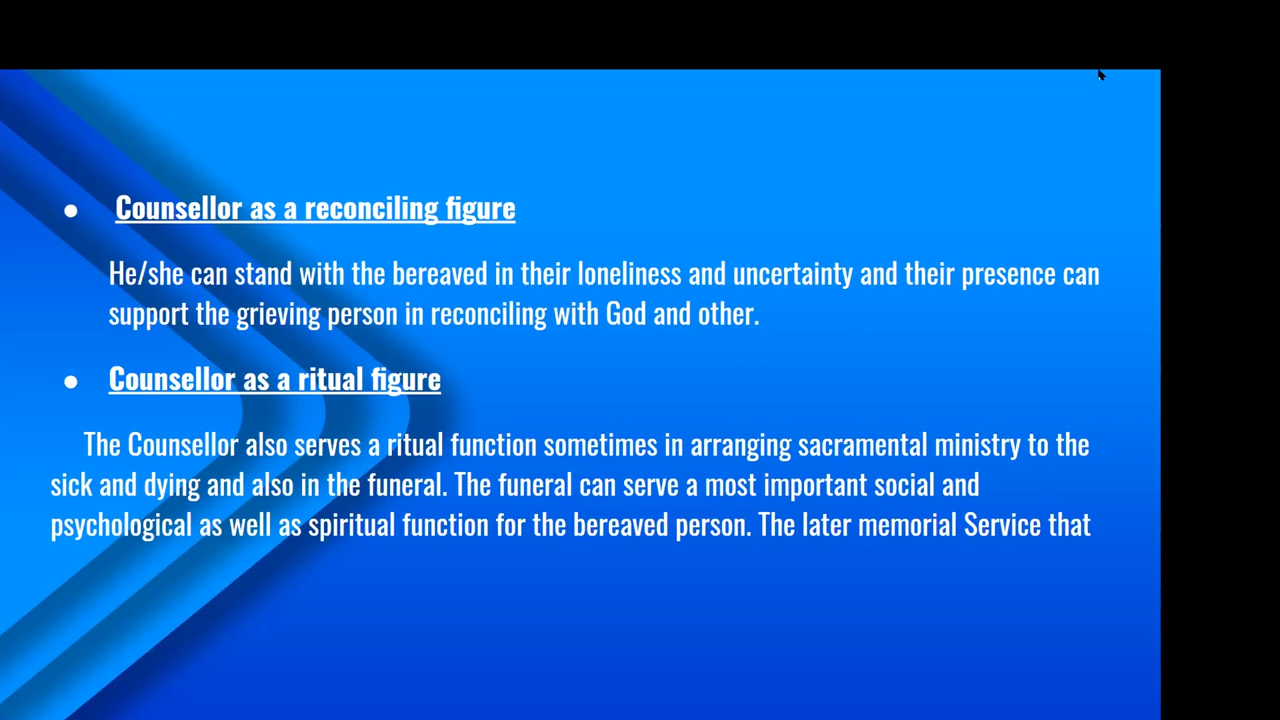 ● Counsellor as a reconciling figure
He/she can stand with the bereaved in their loneliness and uncertainty and their presence can
support the grieving person in reconciling with God and other.
● Counsellor as a ritual figure
The Counsellor also serves a ritual function sometimes in arranging sacramental ministry to the
sick and dying and also in the funeral. The funeral can serve a most important social and
psychological as well as spiritual function for the bereaved person. The later memorial Service that